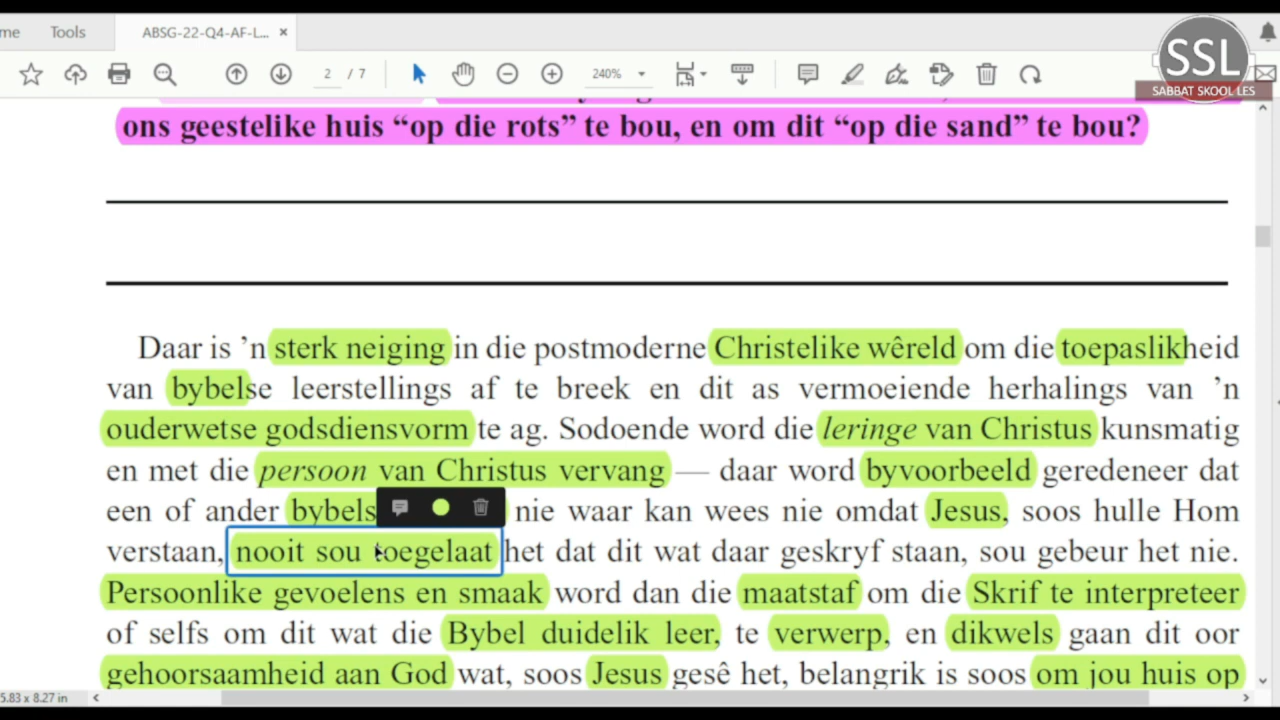 me
Tools
ABSG-22-Q4-AF-L... ×
SSL
SABBAT SKOOL LES
2 / 7
240%
ons geestelike huis “op die rots” te bou, en om dit “op die sand” te bou?
Daar is ’n sterk neiging in die postmoderne Christelike wêreld om die toepaslikheid
van bybelse leerstellings af te breek en dit as vermoeiende herhalings van ’n
ouderwetse godsdiensvorm te ag. Sodoende word die leringe van Christus kunsmatig
en met die persoon van Christus vervang — daar word byvoorbeeld geredeneer dat
een of ander bybels nie waar kan wees nie omdat Jesus, soos hulle Hom
verstaan, nooit sou toegelaat het dat dit wat daar geskryf staan, sou gebeur het nie.
Persoonlike gevoelens en smaak word dan die maatstaf om die Skrif te interpreteer
of selfs om dit wat die Bybel duidelik leer, te verwerp, en dikwels gaan dit oor
gehoorsaamheid aan God wat, soos Jesus gesê het, belangrik is soos om jou huis op
5.83 x 8.27 in